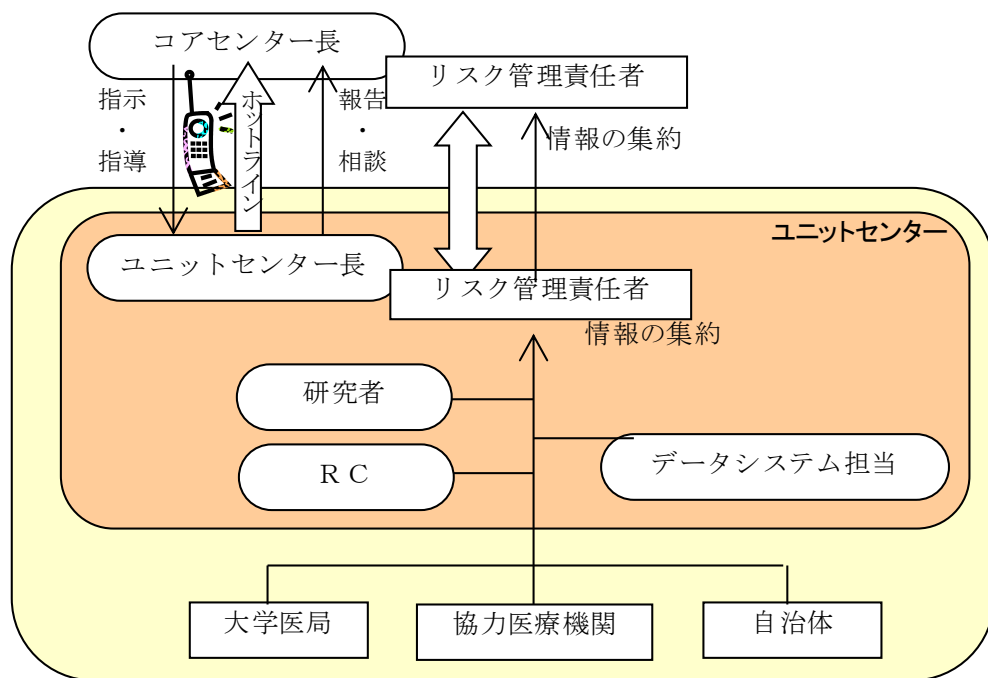 コアセンター長
リスク管理責任者
指示
・
指導
ホットライン
報告
・
相談
情報の集約
ユニットセンター
ユニットセンター長
リスク管理責任者
情報の集約
研究者
ＲＣ
データシステム担当
大学医局
協力医療機関
自治体